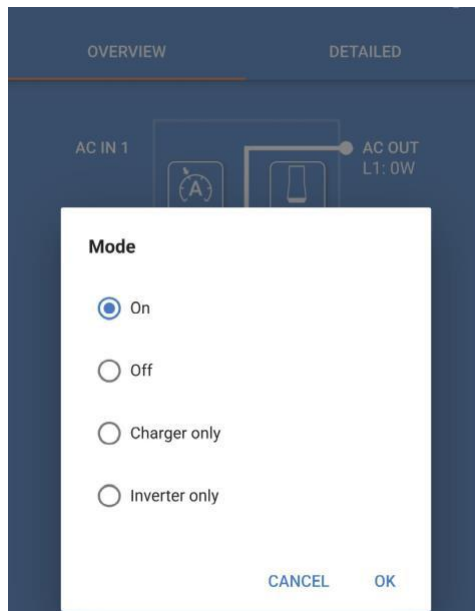 OVERVIEW DETAILED
AC IN 1
AC OUT
L1: 0W
A
Mode
On
Off
Charger only
Inverter only
CANCEL OK